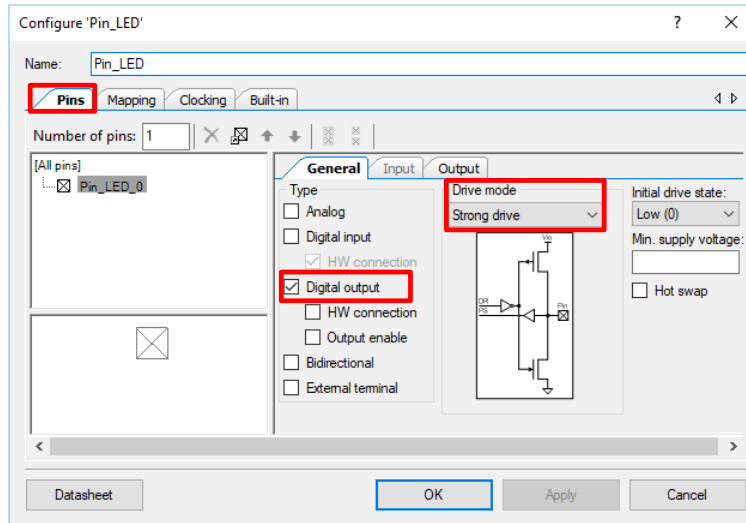 Configure 'Pin_LED'
? X
Name: Pin_LED
Pins Mapping Clocking Built-in
Number of pins: 1
[All pins]
Pin_LED_0
General Input Output
Type
Analog
Digital input
HW connection
Digital output
HW connection
Output enable
Bidirectional
External terminal
Drive mode
Strong drive
Vio
DR
PS
Pin
Initial drive state:
Low (0)
Min. supply voltage:
Hot swap
Datasheet OK Apply Cancel